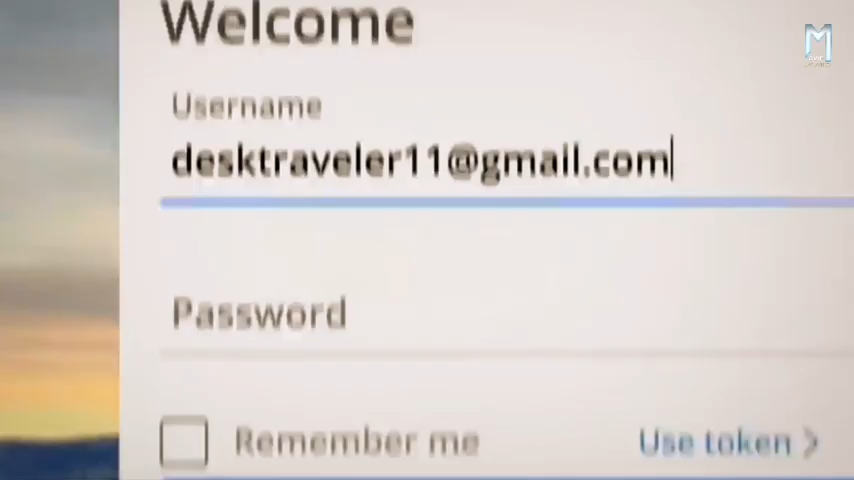 Welcome
Username
desktraveler11@gmail.com
Password
Remember me
Use token >
M